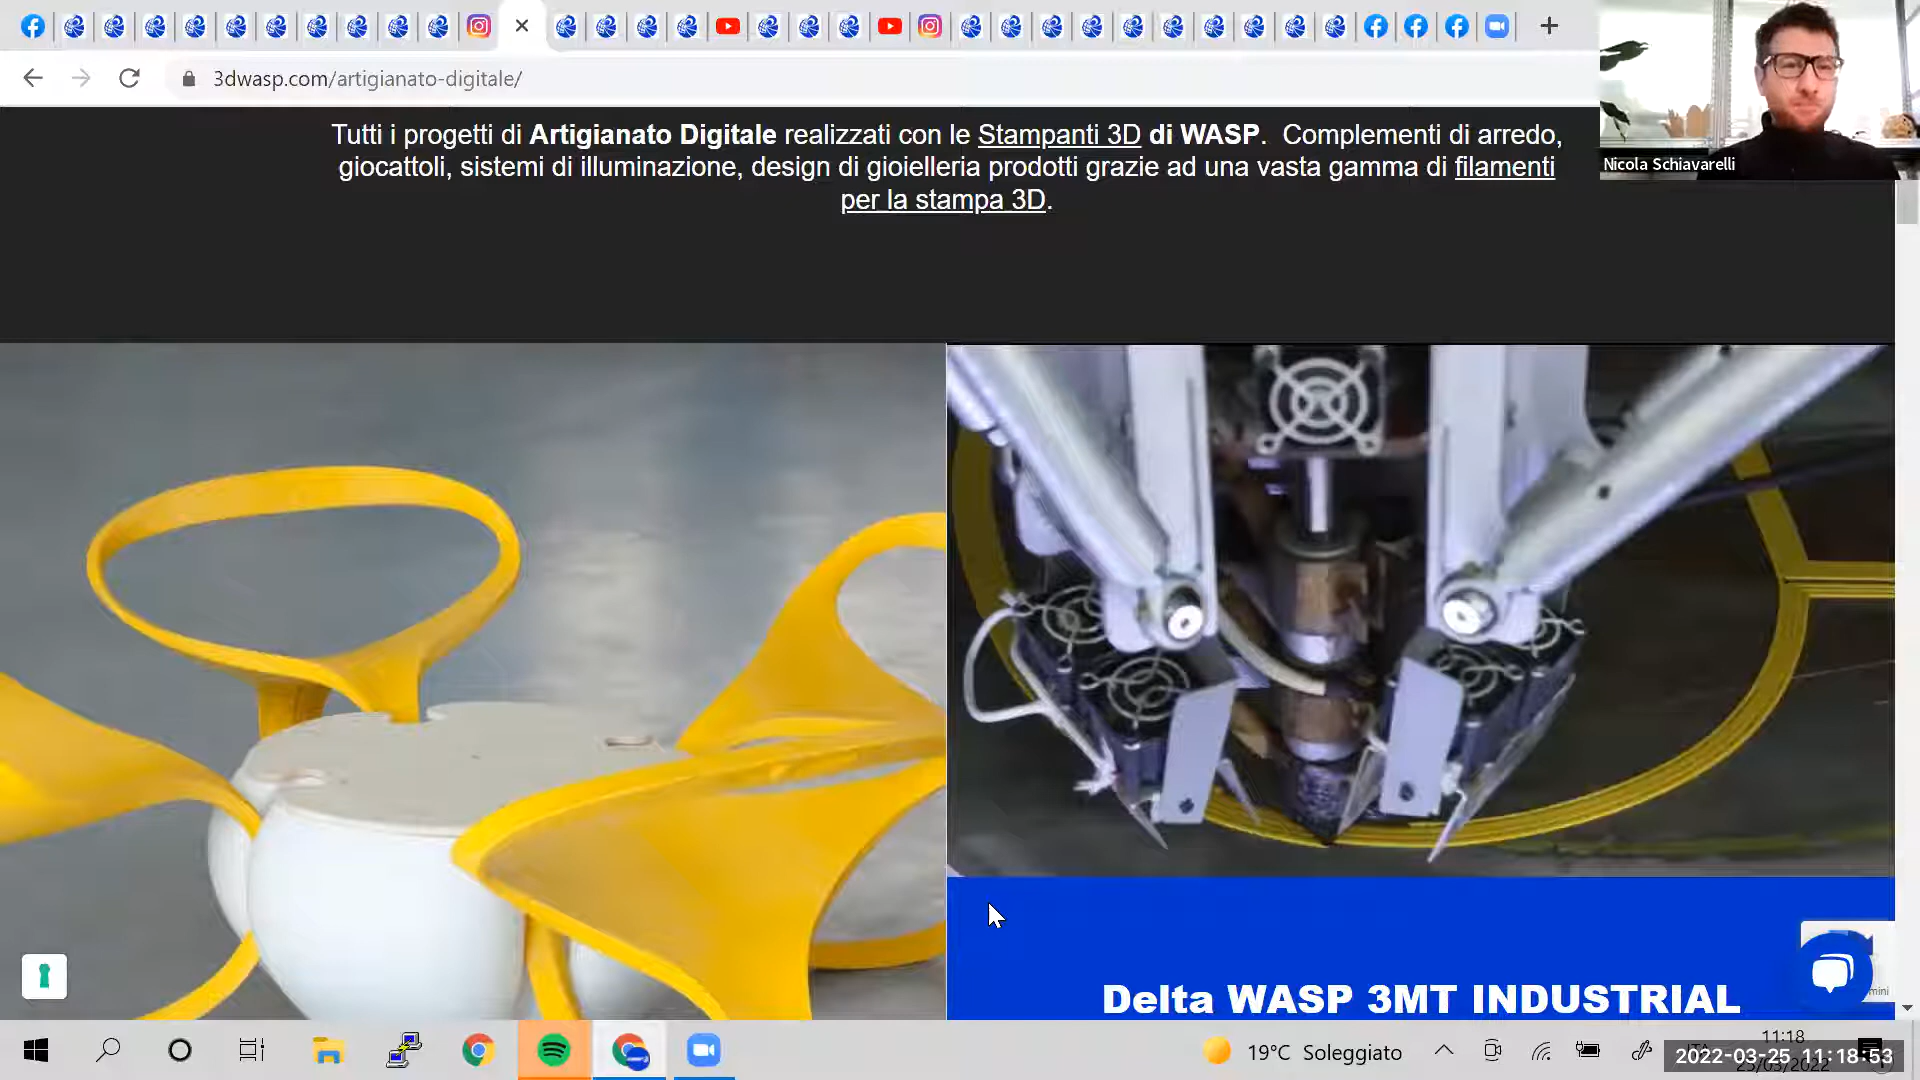 3dwasp.com/artigianato-digitale/
Nicola Schiavarelli
Tutti i progetti di Artigianato Digitale realizzati con le Stampanti 3D di WASP. Complementi di arredo,
giocattoli, sistemi di illuminazione, design di gioielleria prodotti grazie ad una vasta gamma di filamenti
per la stampa 3D.
Delta WASP 3MT INDUSTRIAL
mini
19°C Soleggiato
11:18
2022-03-25 11:18:53